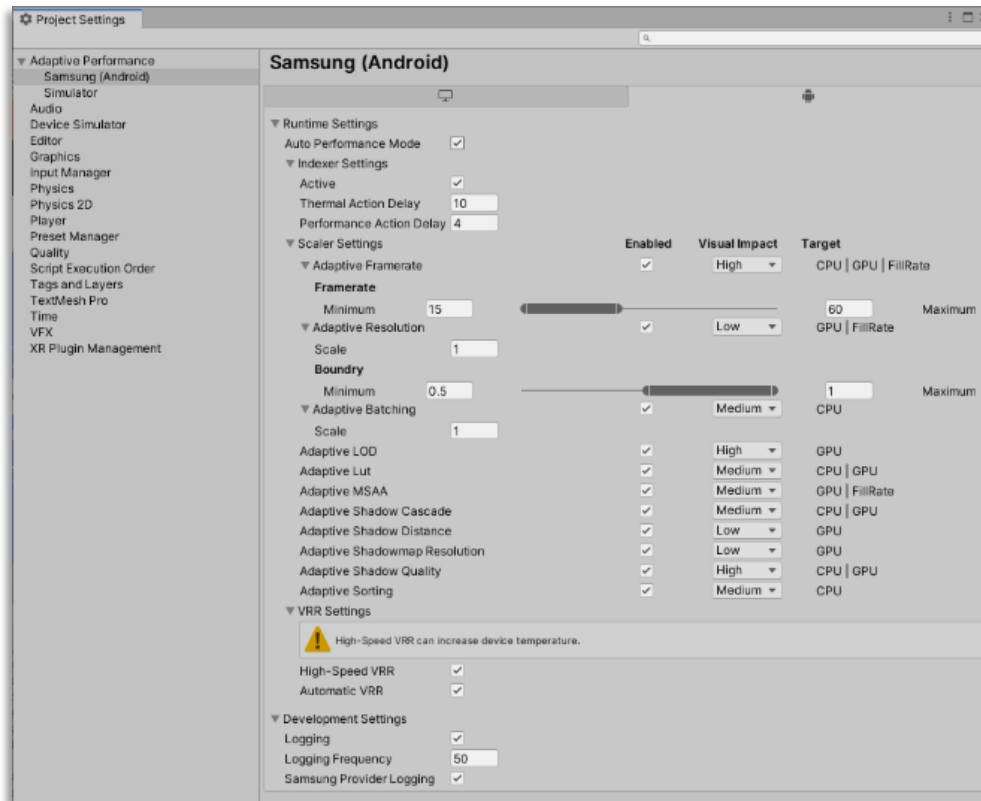 Project Settings
Adaptive Performance
Samsung (Android)
Simulator
Audio
Device Simulator
Editor
Graphics
Input Manager
Physics
Physics 2D
Player
Preset Manager
Quality
Script Execution Order
Tags and Layers
TextMesh Pro
Time
VFX
XR Plugin Management
Samsung (Android)
Runtime Settings
Auto Performance Mode
Indexer Settings
Active
Thermal Action Delay 10
Performance Action Delay 4
Scaler Settings Enabled Visual Impact Target
Adaptive Framerate High CPU | GPU | FillRate
Framerate
Minimum 15 60 Maximum
Adaptive Resolution Low GPU | FillRate
Scale 1
Boundry
Minimum 0.5 1 Maximum
Adaptive Batching Medium CPU
Scale 1
Adaptive LOD High GPU
Adaptive Lut Medium CPU | GPU
Adaptive MSAA Medium GPU | FillRate
Adaptive Shadow Cascade Medium CPU | GPU
Adaptive Shadow Distance Low GPU
Adaptive Shadowmap Resolution Low GPU
Adaptive Shadow Quality High CPU | GPU
Adaptive Sorting Medium CPU
VRR Settings
High-Speed VRR can increase device temperature.
High-Speed VRR
Automatic VRR
Development Settings
Logging
Logging Frequency 50
Samsung Provider Logging